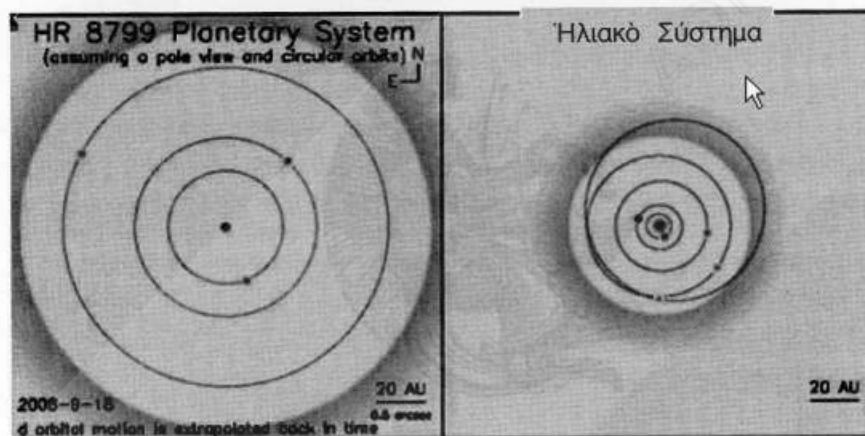 HR 8799 Planetary System
(assuming a pole view and circular orbits)
N
E
20 AU
0.5 arcsec
2008-9-18
d orbital motion is extrapolated back in time
Ἡλιακὸ Σύστημα
20 AU